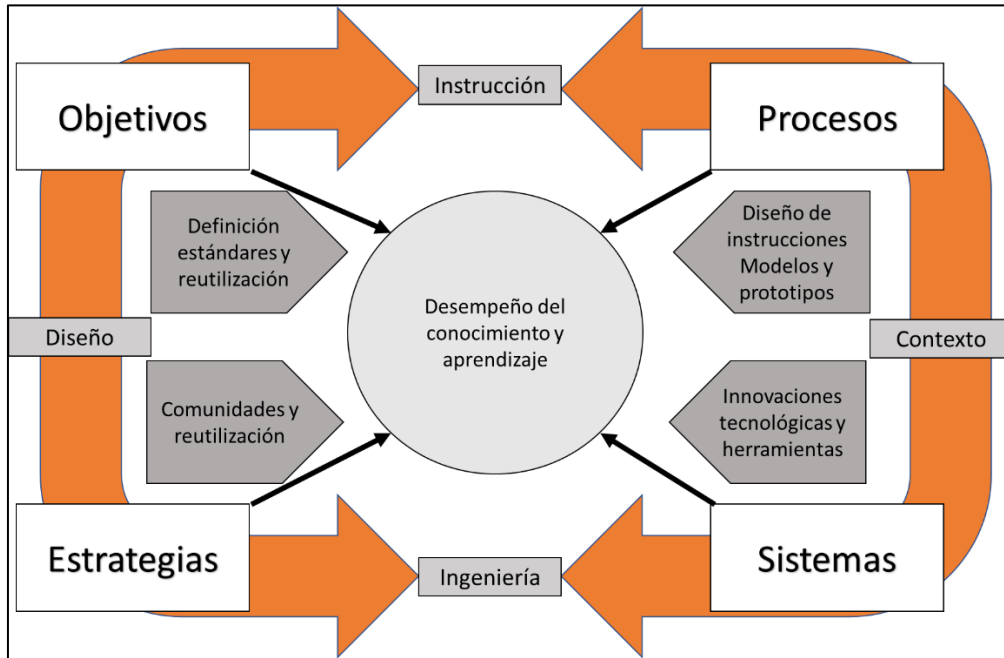 Instrucción
Objetivos
Procesos
Definición
estándares y
reutilización
Diseño de
instrucciones
Modelos y
prototipos
Desempeño del
conocimiento y
aprendizaje
Diseño
Contexto
Comunidades y
reutilización
Innovaciones
tecnológicas y
herramientas
Estrategias
Sistemas
Ingeniería